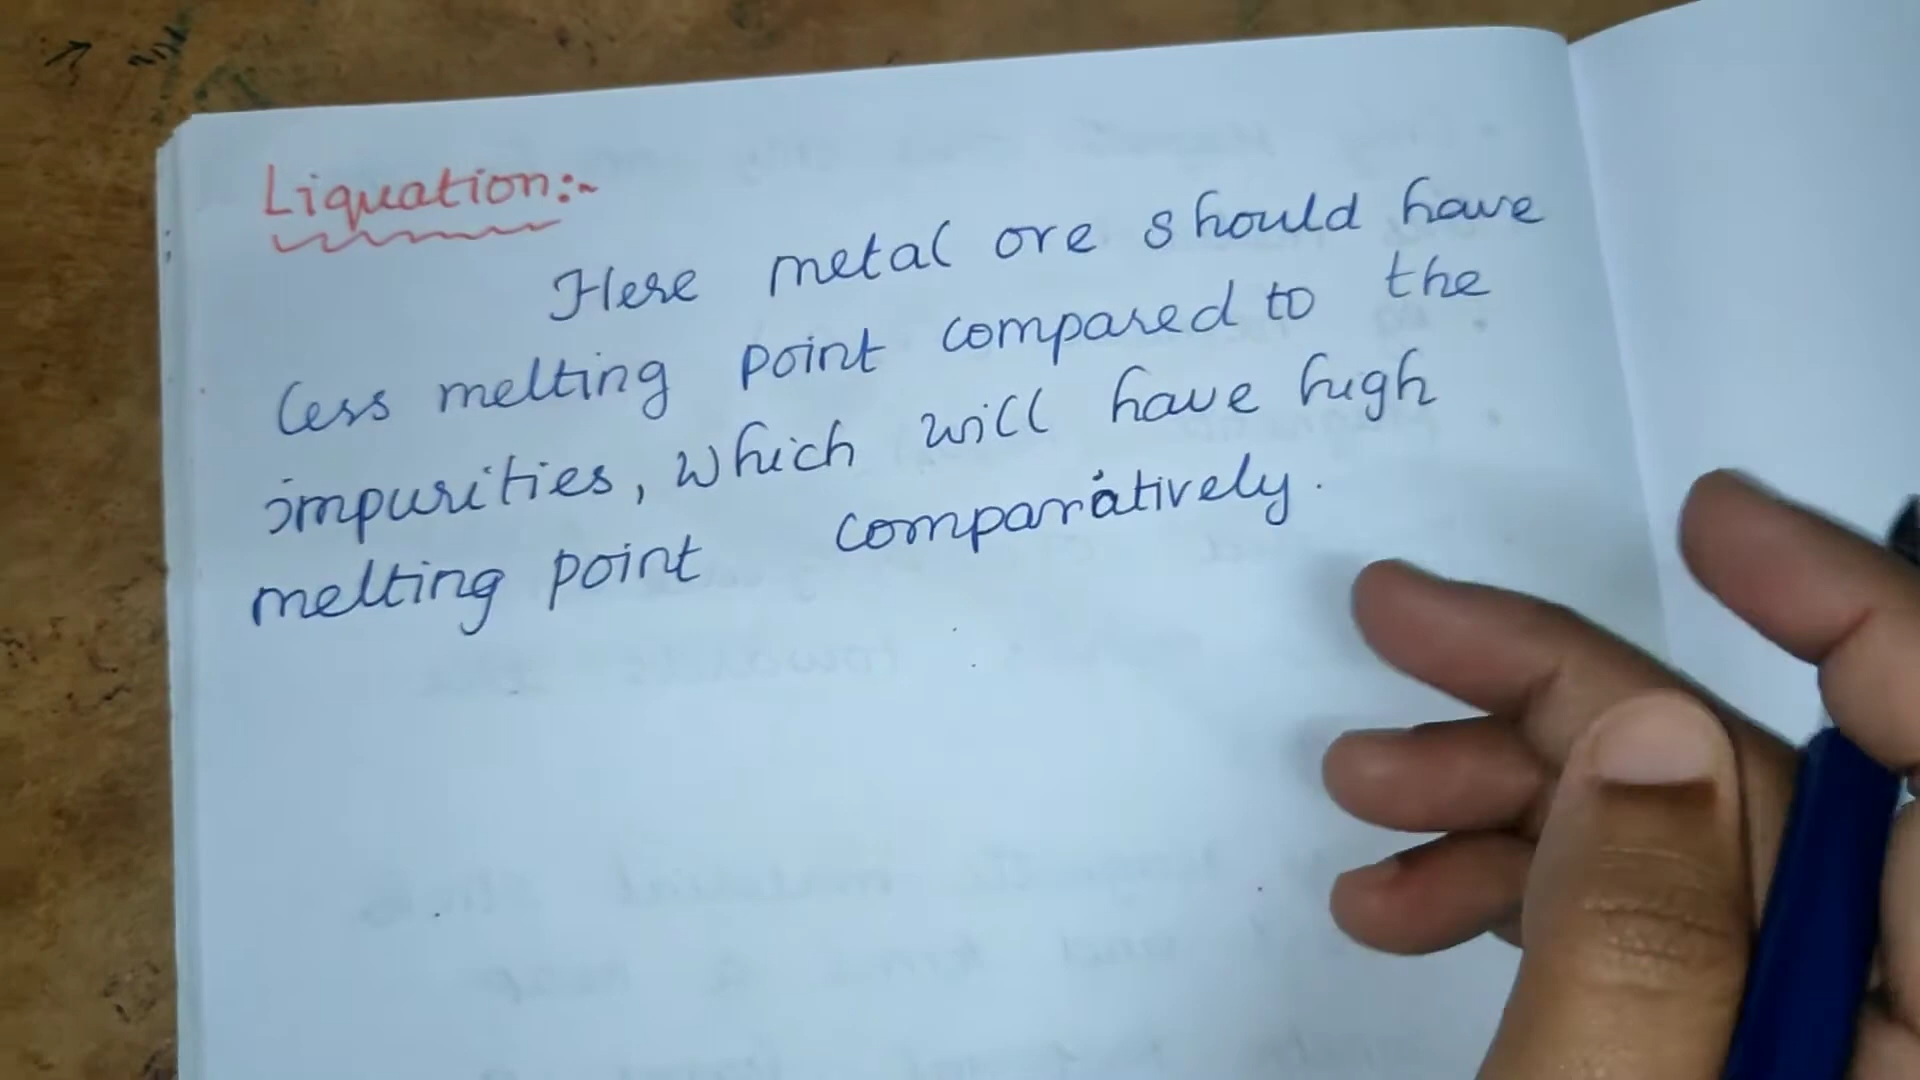 Liquation:-
Here metal ore should have
less melting point compared to the
impurities, which will have high
melting point comparatively.